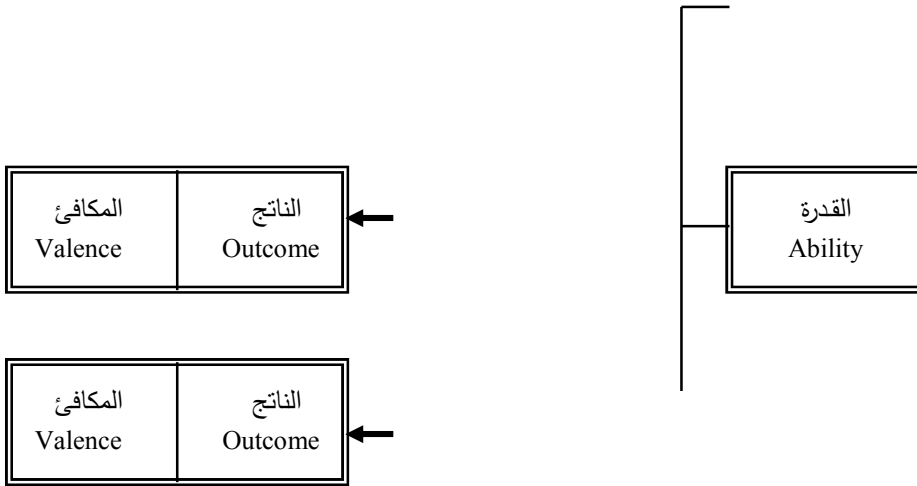 القدرة
Ability
الناتج
Outcome
المكافئ
Valence
الناتج
Outcome
المكافئ
Valence